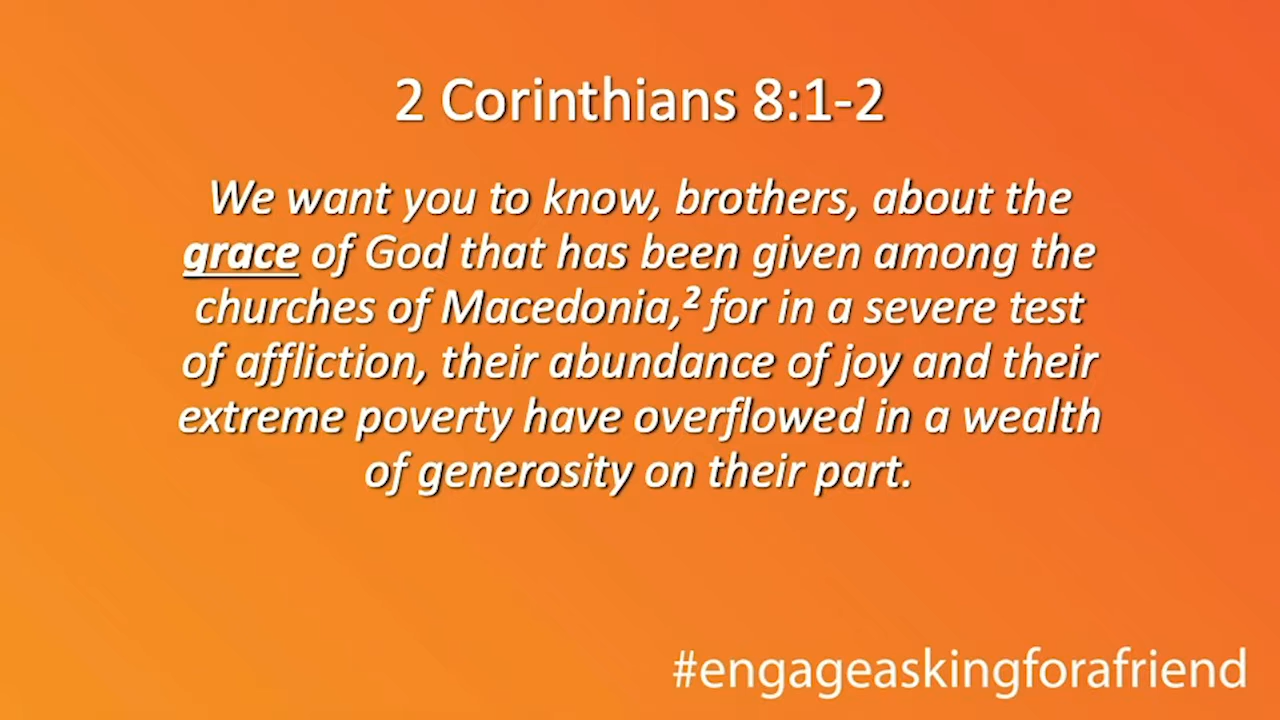 2 Corinthians 8:1-2
We want you to know, brothers, about the
grace of God that has been given among the
churches of Macedonia,² for in a severe test
of affliction, their abundance of joy and their
extreme poverty have overflowed in a wealth
of generosity on their part.
#engageaskingforafriend